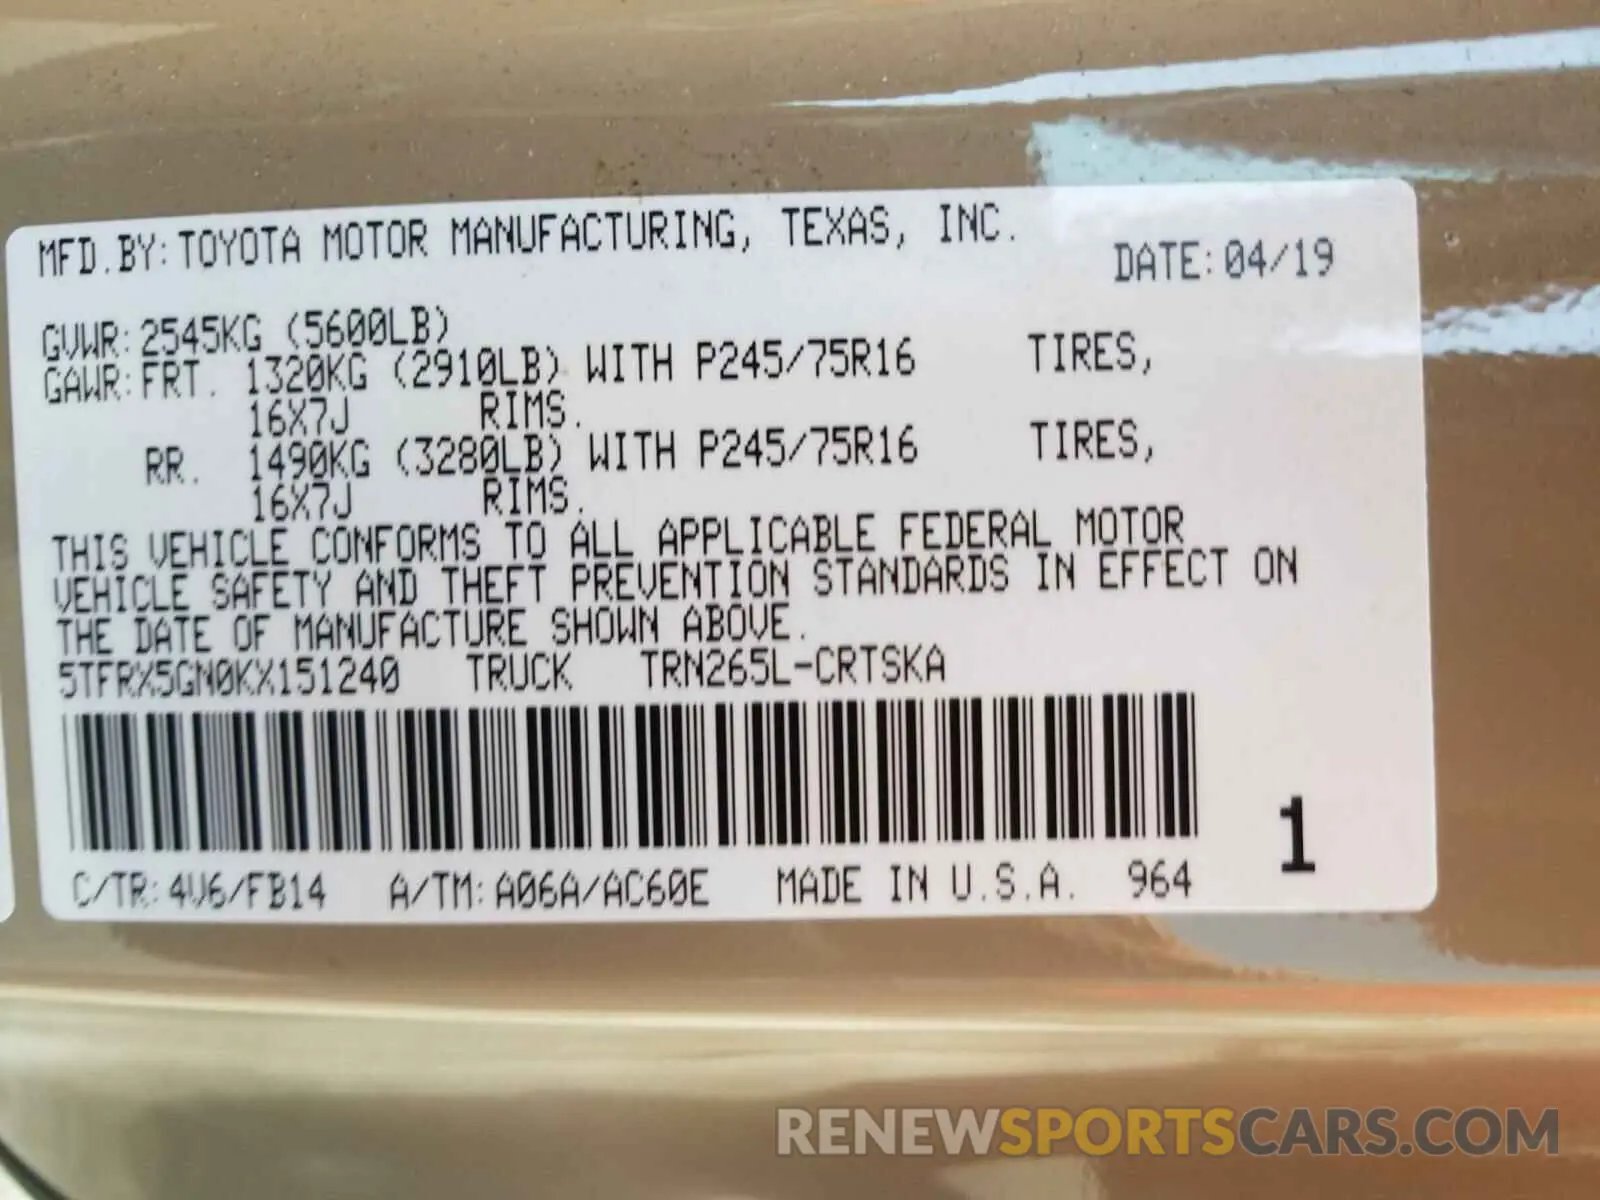 MFD.BY:TOYOTA MOTOR MANUFACTURING, TEXAS, INC.
DATE:04/19
GVWR:2545KG (5600LB)
GAWR:FRT. 1320KG (2910LB) WITH P245/75R16 TIRES,
16X7J RIMS.
RR. 1490KG (3280LB) WITH P245/75R16 TIRES,
16X7J RIMS.
THIS VEHICLE CONFORMS TO ALL APPLICABLE FEDERAL MOTOR
VEHICLE SAFETY AND THEFT PREVENTION STANDARDS IN EFFECT ON
THE DATE OF MANUFACTURE SHOWN ABOVE.
5TFRX5GN0KX151240 TRUCK TRN265L-CRTSKA
1
C/TR:4V6/FB14 A/TM:A06A/AC60E MADE IN U.S.A. 964
RENEWSPORTSCARS.COM